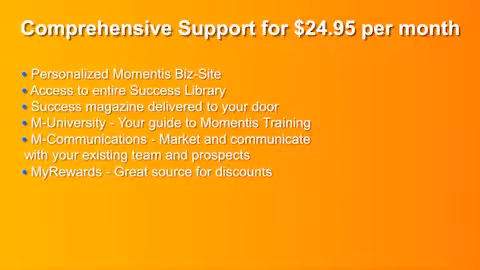 Comprehensive Support for $24.95 per month
• Personalized Momentis Biz-Site
• Access to entire Success Library
• Success magazine delivered to your door
• M-University - Your guide to Momentis Training
• M-Communications - Market and communicate
with your existing team and prospects
• MyRewards - Great source for discounts